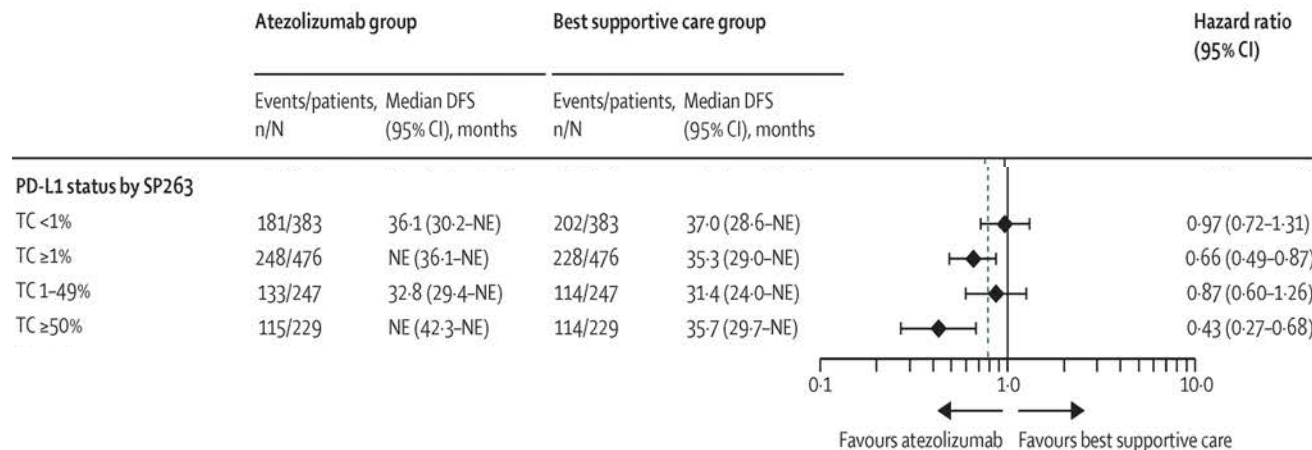 Atezolizumab group Best supportive care group Hazard ratio
(95% CI)
Events/patients, Median DFS Events/patients, Median DFS
n/N (95% CI), months n/N (95% CI), months
PD-L1 status by SP263
TC <1% 181/383 36·1 (30·2–NE) 202/383 37·0 (28·6–NE) 0·97 (0·72–1·31)
TC ≥1% 248/476 NE (36·1–NE) 228/476 35·3 (29·0–NE) 0·66 (0·49–0·87)
TC 1–49% 133/247 32·8 (29·4–NE) 114/247 31·4 (24·0–NE) 0·87 (0·60–1·26)
TC ≥50% 115/229 NE (42·3–NE) 114/229 35·7 (29·7–NE) 0·43 (0·27–0·68)
0·1 1·0 10·0
Favours atezolizumab Favours best supportive care